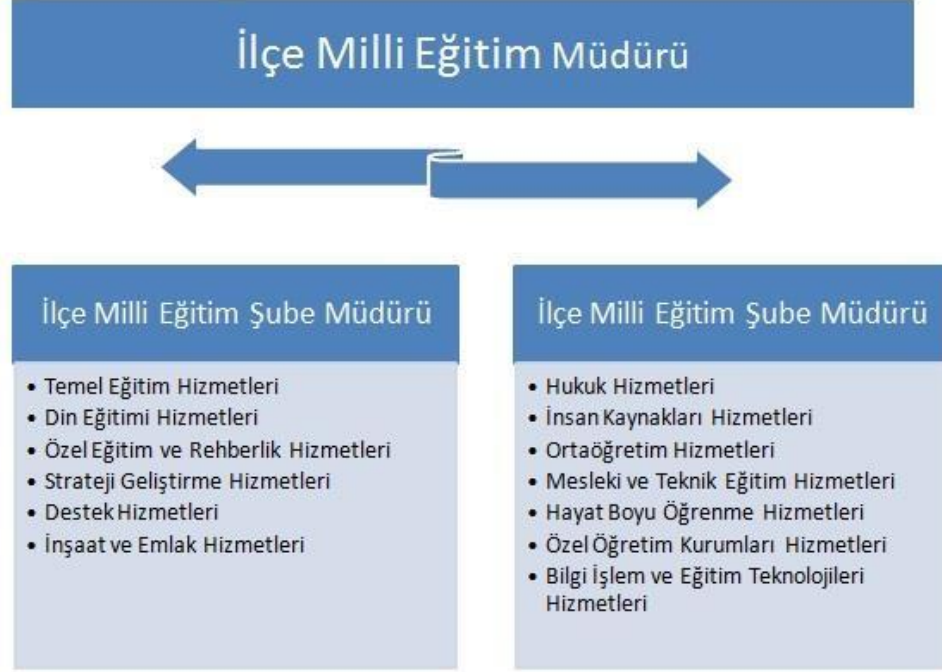 İlçe Milli Eğitim Müdürü
İlçe Milli Eğitim Şube Müdürü
• Temel Eğitim Hizmetleri
• Din Eğitimi Hizmetleri
• Özel Eğitim ve Rehberlik Hizmetleri
• Strateji Geliştirme Hizmetleri
• Destek Hizmetleri
• İnşaat ve Emlak Hizmetleri
İlçe Milli Eğitim Şube Müdürü
• Hukuk Hizmetleri
• İnsan Kaynakları Hizmetleri
• Ortaöğretim Hizmetleri
• Mesleki ve Teknik Eğitim Hizmetleri
• Hayat Boyu Öğrenme Hizmetleri
• Özel Öğretim Kurumları Hizmetleri
• Bilgi İşlem ve Eğitim Teknolojileri
Hizmetleri